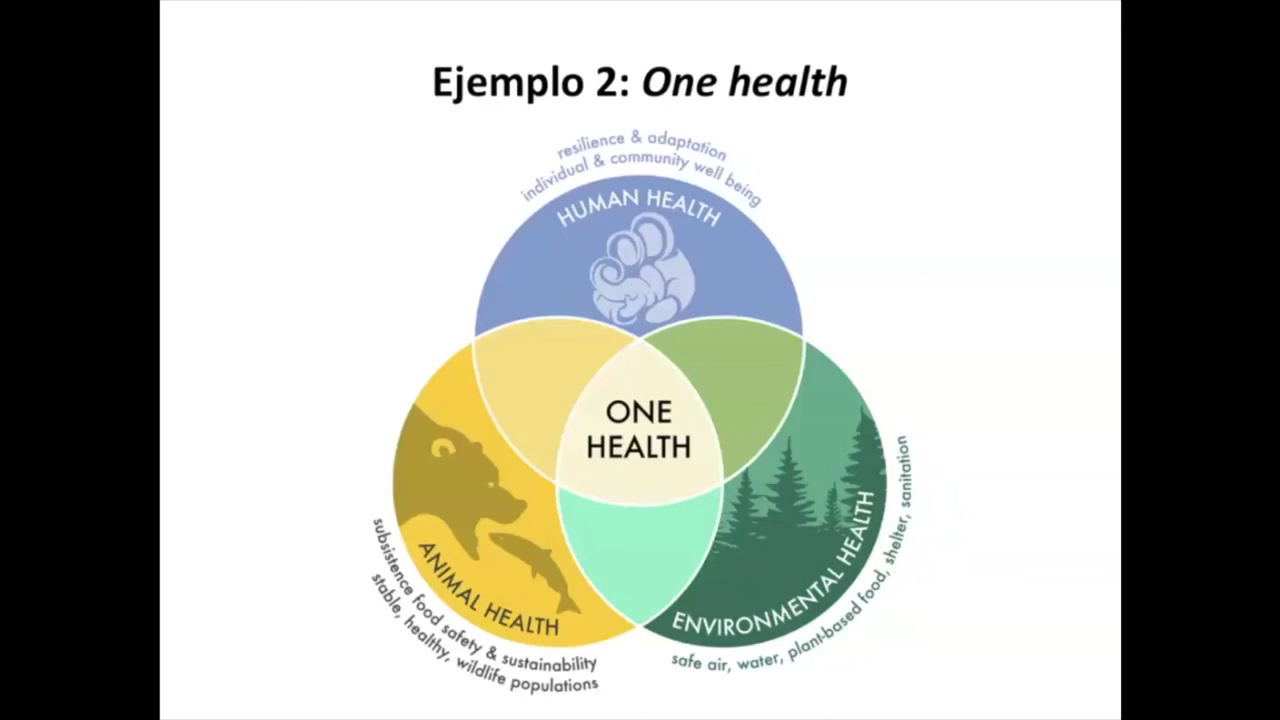 Ejemplo 2: One health
resilience & adaptation
individual & community well being
HUMAN HEALTH
ONE
HEALTH
ANIMAL HEALTH
subsistence food safety & sustainability
stable, healthy, wildlife populations
ENVIRONMENTAL HEALTH
safe air, water, plant-based food, shelter, sanitation